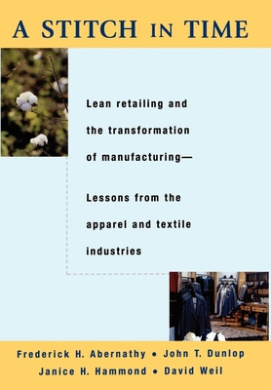 A STITCH IN TIME
Lean retailing and
the transformation
of manufacturing—
Lessons from the
apparel and textile
industries
Frederick H. Abernathy • John T. Dunlop
Janice H. Hammond • David Weil